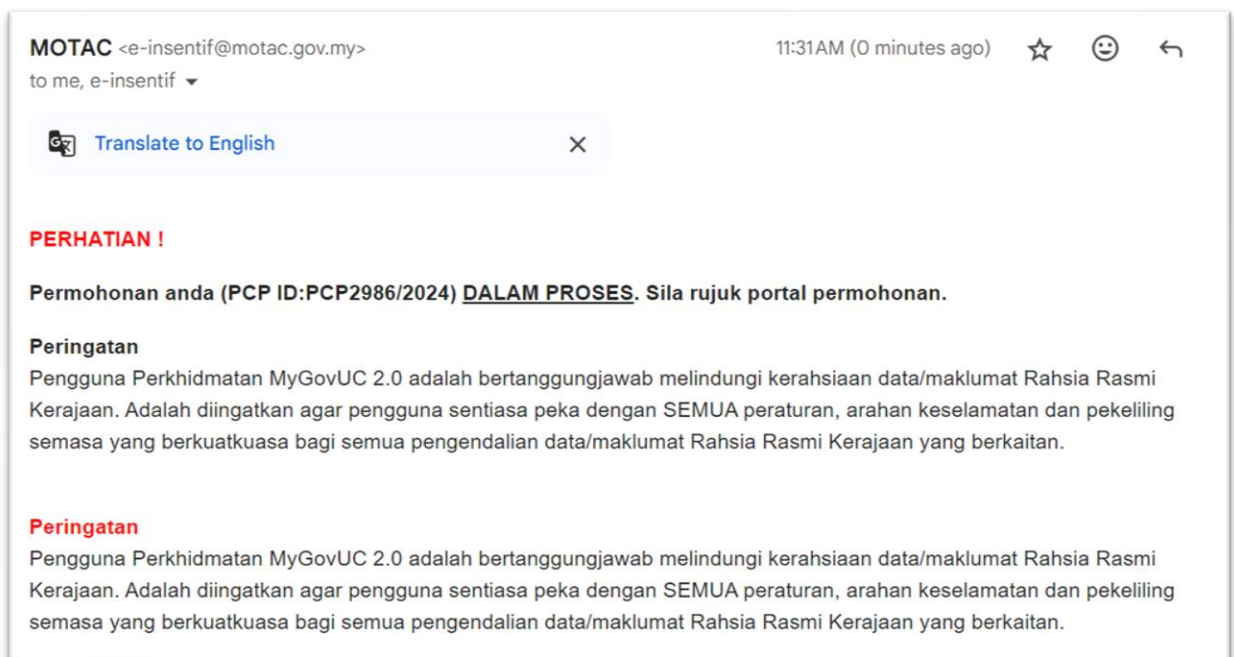 MOTAC <e-insentif@motac.gov.my>
11:31 AM (0 minutes ago)
to me, e-insentif
Translate to English
PERHATIAN !
Permohonan anda (PCP ID:PCP2986/2024) DALAM PROSES. Sila rujuk portal permohonan.
Peringatan
Pengguna Perkhidmatan MyGovUC 2.0 adalah bertanggungjawab melindungi kerahsiaan data/maklumat Rahsia Rasmi
Kerajaan. Adalah diingatkan agar pengguna sentiasa peka dengan SEMUA peraturan, arahan keselamatan dan pekeliling
semasa yang berkuatkuasa bagi semua pengendalian data/maklumat Rahsia Rasmi Kerajaan yang berkaitan.
Peringatan
Pengguna Perkhidmatan MyGovUC 2.0 adalah bertanggungjawab melindungi kerahsiaan data/maklumat Rahsia Rasmi
Kerajaan. Adalah diingatkan agar pengguna sentiasa peka dengan SEMUA peraturan, arahan keselamatan dan pekeliling
semasa yang berkuatkuasa bagi semua pengendalian data/maklumat Rahsia Rasmi Kerajaan yang berkaitan.